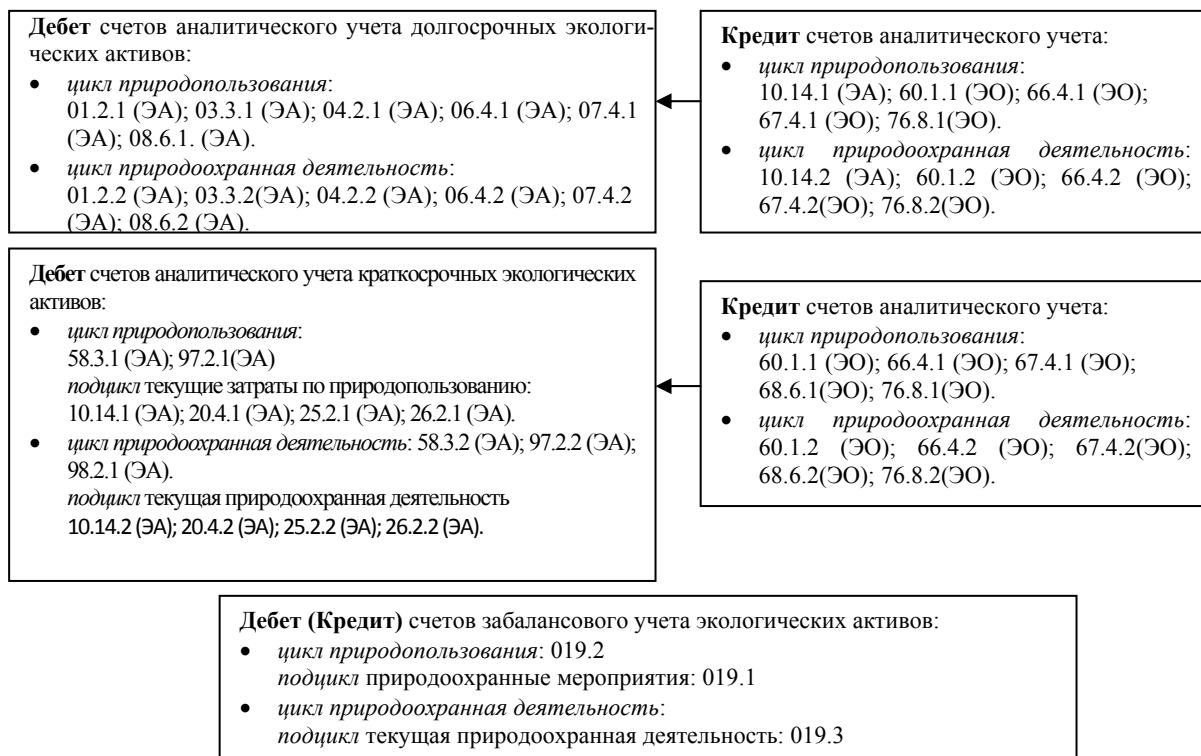 Дебет счетов аналитического учета долгосрочных экологи-
ческих активов:
• цикл природопользования:
01.2.1 (ЭА); 03.3.1 (ЭА); 04.2.1 (ЭА); 06.4.1 (ЭА); 07.4.1
(ЭА); 08.6.1. (ЭА).
• цикл природоохранная деятельность:
01.2.2 (ЭА); 03.3.2(ЭА); 04.2.2 (ЭА); 06.4.2 (ЭА); 07.4.2
(ЭА); 08.6.2 (ЭА).
Кредит счетов аналитического учета:
• цикл природопользования:
10.14.1 (ЭА); 60.1.1 (ЭО); 66.4.1 (ЭО);
67.4.1 (ЭО); 76.8.1(ЭО).
• цикл природоохранная деятельность:
10.14.2 (ЭА); 60.1.2 (ЭО); 66.4.2 (ЭО);
67.4.2(ЭО); 76.8.2(ЭО).
Дебет счетов аналитического учета краткосрочных экологических
активов:
• цикл природопользования:
58.3.1 (ЭА); 97.2.1(ЭА)
подцикл текущие затраты по природопользованию:
10.14.1 (ЭА); 20.4.1 (ЭА); 25.2.1 (ЭА); 26.2.1 (ЭА).
• цикл природоохранная деятельность: 58.3.2 (ЭА); 97.2.2 (ЭА);
98.2.1 (ЭА).
подцикл текущая природоохранная деятельность
10.14.2 (ЭА); 20.4.2 (ЭА); 25.2.2 (ЭА); 26.2.2 (ЭА).
Кредит счетов аналитического учета:
• цикл природопользования:
60.1.1 (ЭО); 66.4.1 (ЭО); 67.4.1 (ЭО);
68.6.1(ЭО); 76.8.1(ЭО).
• цикл природоохранная деятельность:
60.1.2 (ЭО); 66.4.2 (ЭО); 67.4.2(ЭО);
68.6.2(ЭО); 76.8.2(ЭО).
Дебет (Кредит) счетов забалансового учета экологических активов:
• цикл природопользования: 019.2
подцикл природоохранные мероприятия: 019.1
• цикл природоохранная деятельность:
подцикл текущая природоохранная деятельность: 019.3